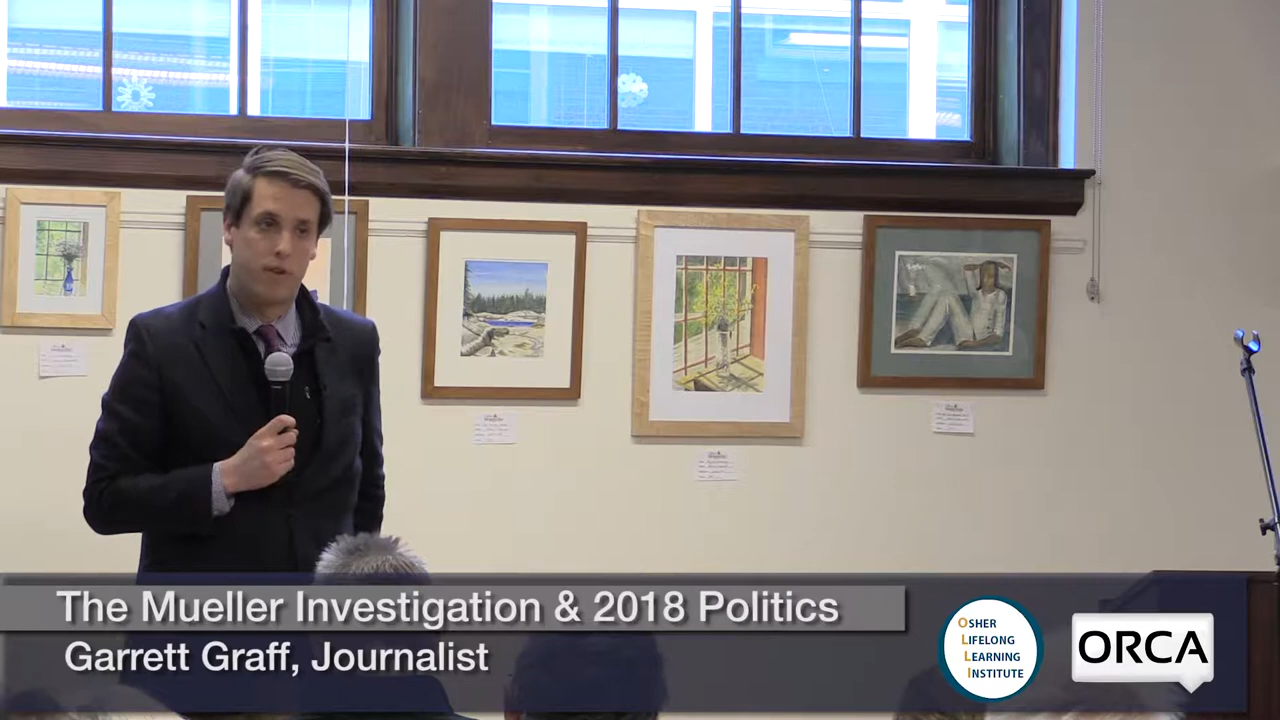 The Mueller Investigation & 2018 Politics
Garrett Graff, Journalist
OSHER
LIFELONG
LEARNING
INSTITUTE
ORCA